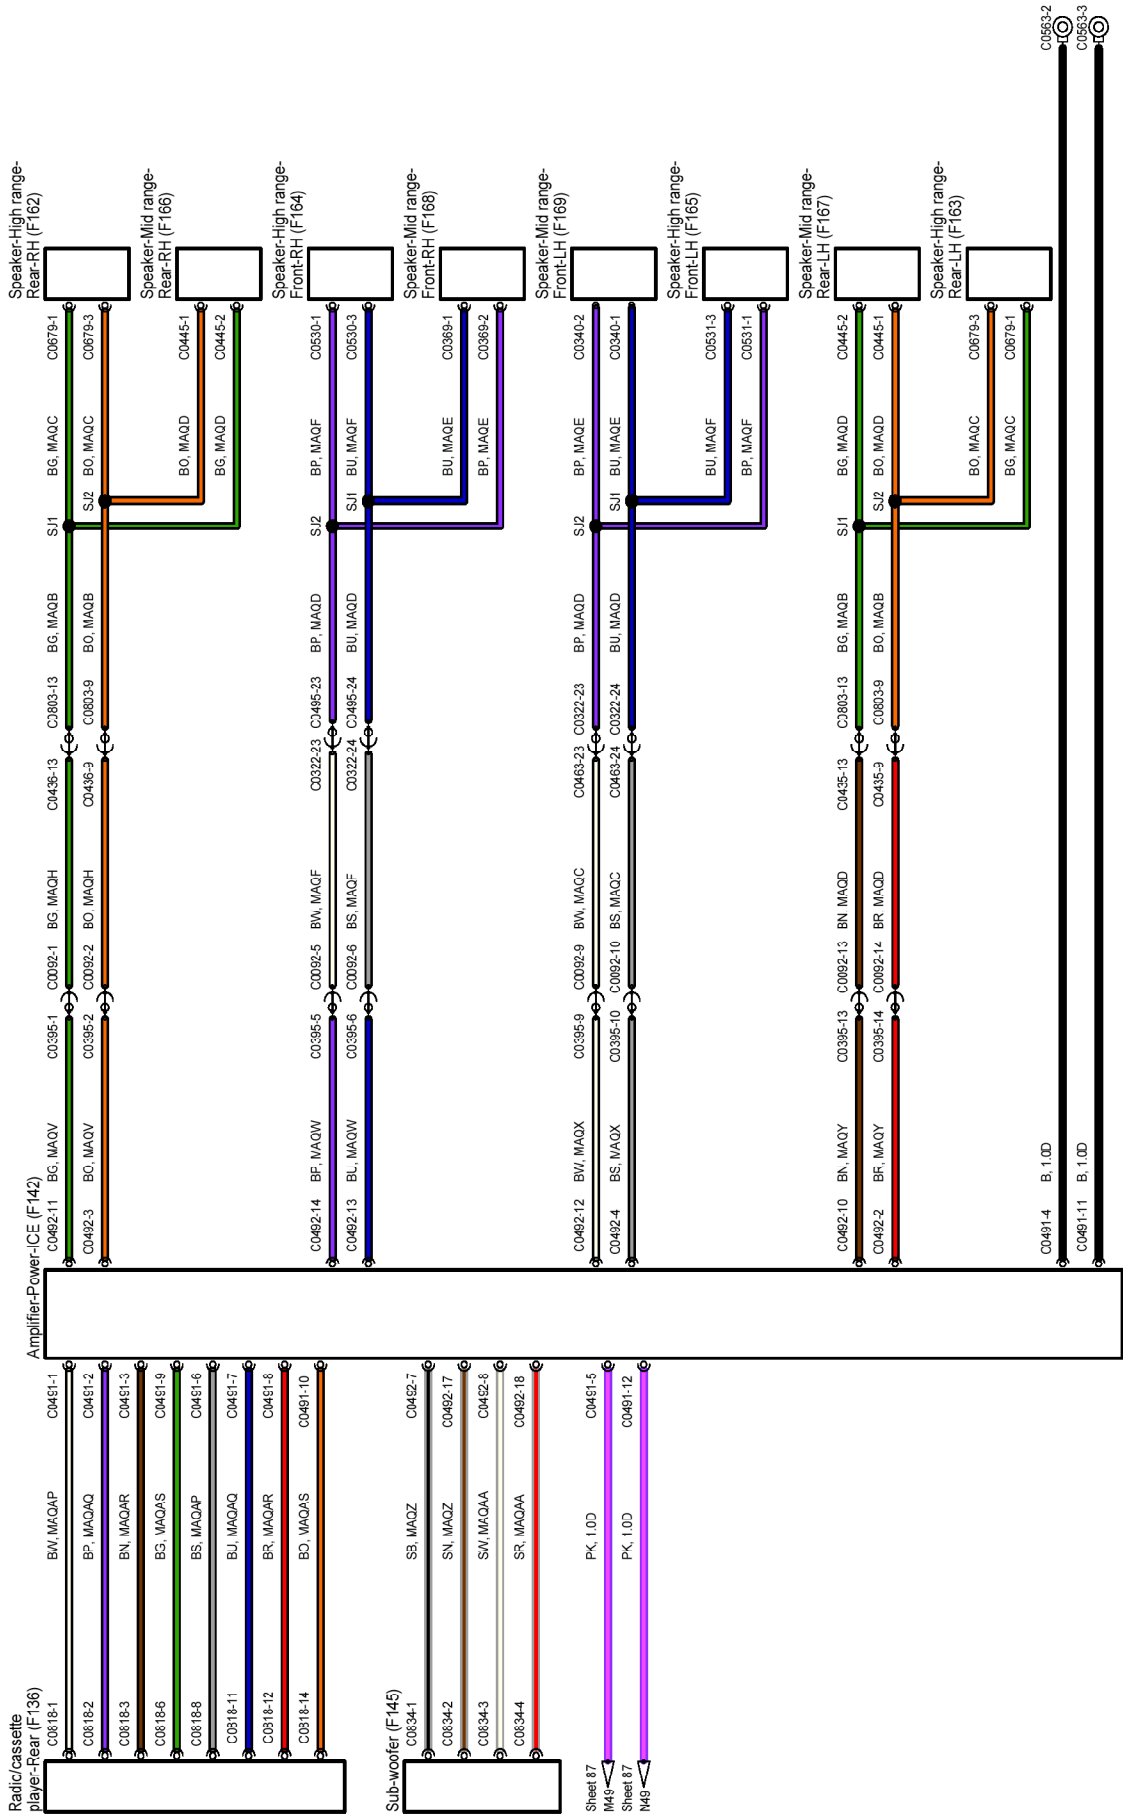 Speaker-High range-
Rear-RH (F162)
C0679-1
BG, MAQC
C0679-3
BO, MAQC
Speaker-Mid range-
Rear-RH (F166)
C0445-1
BO, MAQD
C0445-2
BG, MAQD
SJ1
SJ2
BG, MAQB
BO, MAQB
C0803-13
C0803-9
C0436-13
C0436-9
BG, MAQH
BO, MAQH
C0092-1
C0092-2
C0395-1
C0395-2
BG, MAQV
BO, MAQV
C0492-11
C0492-3
Speaker-High range-
Front-RH (F164)
C0530-1
BP, MAQF
C0530-3
BU, MAQF
Speaker-Mid range-
Front-RH (F168)
C0369-1
BU, MAQE
C0369-2
BP, MAQE
SJ2
SJ1
BP, MAQD
BU, MAQD
C0495-23
C0495-24
C0322-23
C0322-24
BW, MAQF
BS, MAQF
C0092-5
C0092-6
C0395-5
C0395-6
BP, MAQW
BU, MAQW
C0492-14
C0492-13
Speaker-Mid range-
Front-LH (F169)
C0340-2
BP, MAQE
C0340-1
BU, MAQE
Speaker-High range-
Front-LH (F165)
C0531-3
BU, MAQF
C0531-1
BP, MAQF
SJ2
SJ1
BP, MAQD
BU, MAQD
C0322-23
C0322-24
C0463-23
C0463-24
BW, MAQC
BS, MAQC
C0092-9
C0092-10
C0395-9
C0395-10
BW, MAQX
BS, MAQX
C0492-12
C0492-4
Speaker-Mid range-
Rear-LH (F167)
C0445-2
BG, MAQD
C0445-1
BO, MAQD
Speaker-High range-
Rear-LH (F163)
C0679-3
BO, MAQC
C0679-1
BG, MAQC
SJ1
SJ2
BG, MAQB
BO, MAQB
C0803-13
C0803-9
C0435-13
C0435-9
BN, MAQD
BR, MAQD
C0092-13
C0092-14
C0395-13
C0395-14
BN, MAQY
BR, MAQY
C0492-10
C0492-2
C0563-2
C0563-3
B, 1.0D
B, 1.0D
C0491-4
C0491-11
Amplifier-Power-ICE (F142)
C0491-1
C0491-2
C0491-3
C0491-9
C0491-6
C0491-7
C0491-8
C0491-10
BW, MAQAP
BP, MAQAQ
BN, MAQAR
BG, MAQAS
BS, MAQAP
BU, MAQAQ
BR, MAQAR
BO, MAQAS
C0818-1
C0818-2
C0818-3
C0818-6
C0818-8
C0818-11
C0818-12
C0818-14
Radio/cassette
player-Rear (F136)
C0492-7
C0492-17
C0492-8
C0492-18
SB, MAQZ
SN, MAQZ
SW, MAQAA
SR, MAQAA
C0834-1
C0834-2
C0834-3
C0834-4
Sub-woofer (F145)
C0491-5
C0491-12
PK, 1.0D
PK, 1.0D
Sheet 87
M49
Sheet 87
N49